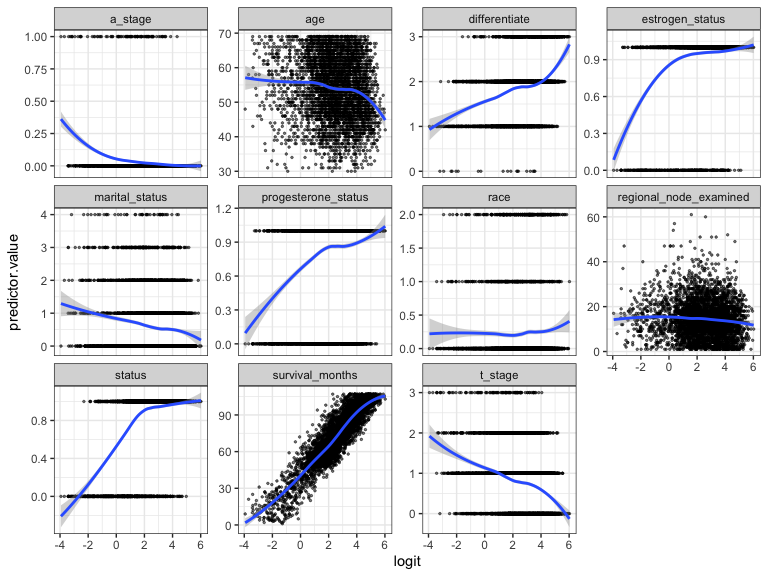 a_stage age differentiate estrogen_status
1.00 70 3
0.75 60 0.9
0.50 50 2 0.6
0.25 40 1 0.3
0.00 30 0 0.0
marital_status progesterone_status race regional_node_examined
4 1.2 2.0 60
3 0.9 1.5
2 0.6 1.0 40
1 0.3 0.5 20
0 0.0 0.0 0
-4 -2 0 2 4 6
status survival_months t_stage
0.8 90 3
0.4 60 2
0.0 30 1
0 0
-4 -2 0 2 4 6 -4 -2 0 2 4 6 -4 -2 0 2 4 6
predictor.value
logit